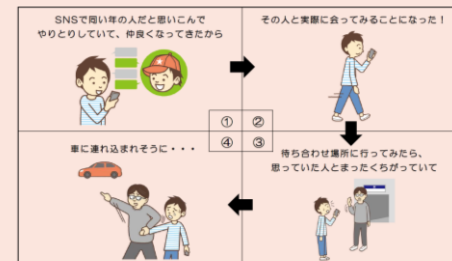 SNSで同い年の人だと思いこんで
やりとりしていて、仲良くなってきたから
その人と実際に会ってみることになった！
① ②
④ ③
車に連れ込まれそうに・・・
待ち合わせ場所に行ってみたら、
思っていた人とまったくちがっていて